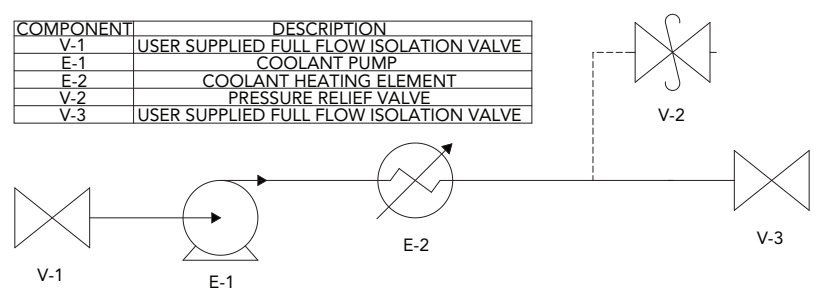 COMPONENT DESCRIPTION
V-1 USER SUPPLIED FULL FLOW ISOLATION VALVE
E-1 COOLANT PUMP
E-2 COOLANT HEATING ELEMENT
V-2 PRESSURE RELIEF VALVE
V-3 USER SUPPLIED FULL FLOW ISOLATION VALVE
V-2
V-1
E-1
E-2
V-3